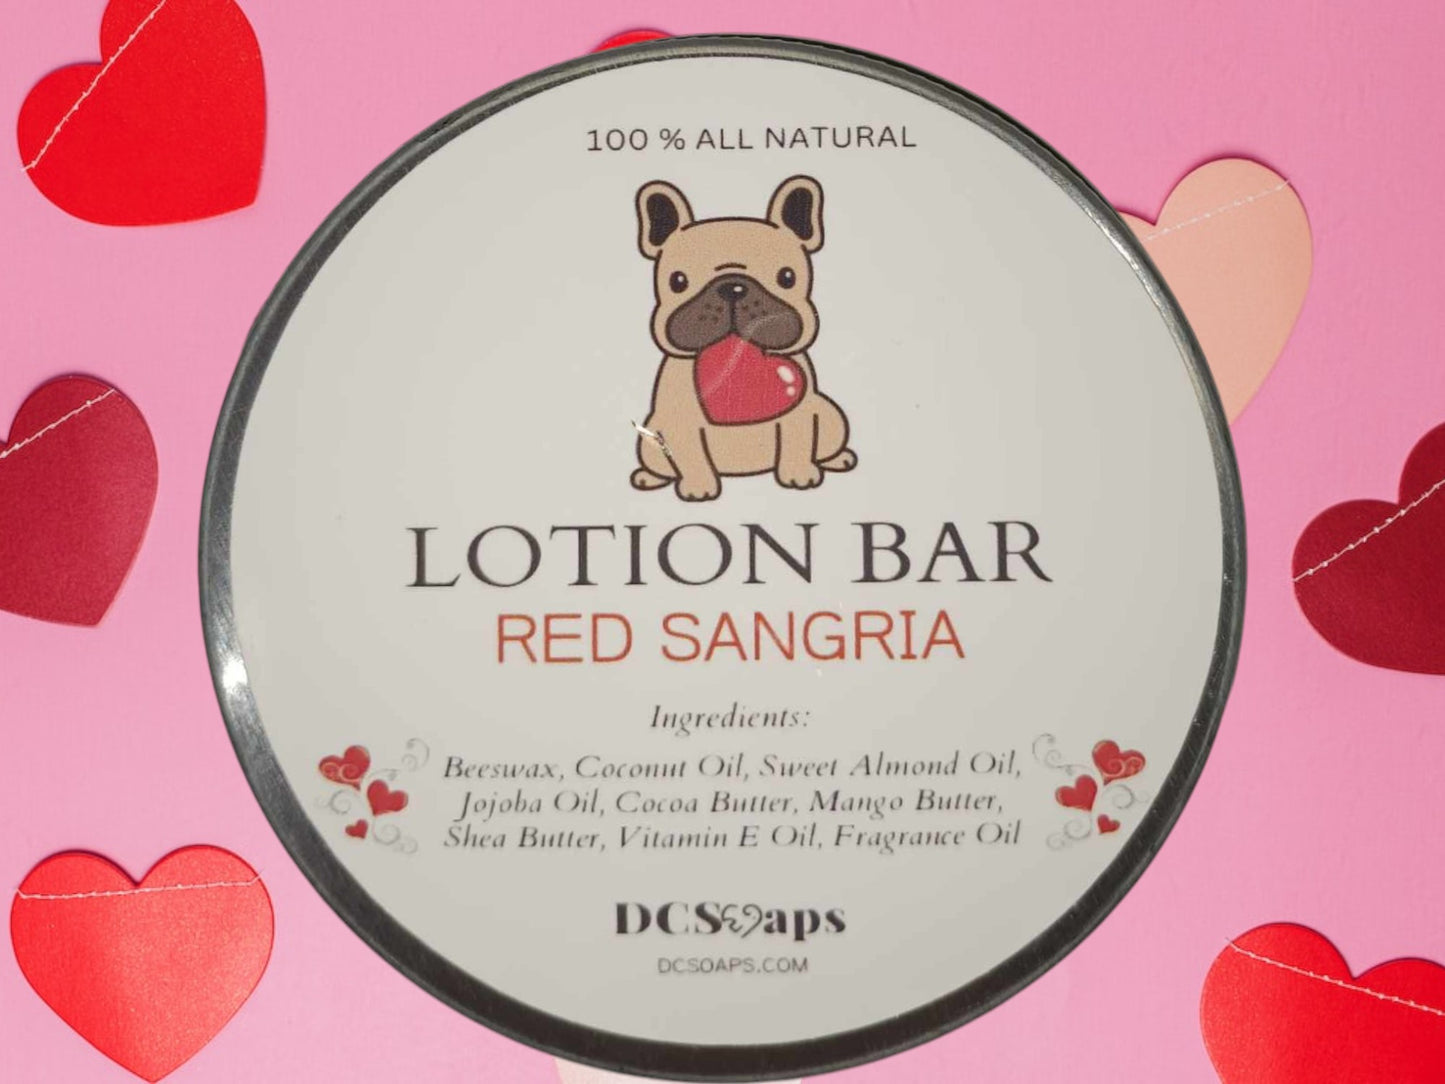 100 % ALL NATURAL
LOTION BAR
RED SANGRIA
Ingredients:
Beeswax, Coconut Oil, Sweet Almond Oil,
Jojoba Oil, Cocoa Butter, Mango Butter,
Shea Butter, Vitamin E Oil, Fragrance Oil
DCSoaps
DCSOAPS.COM